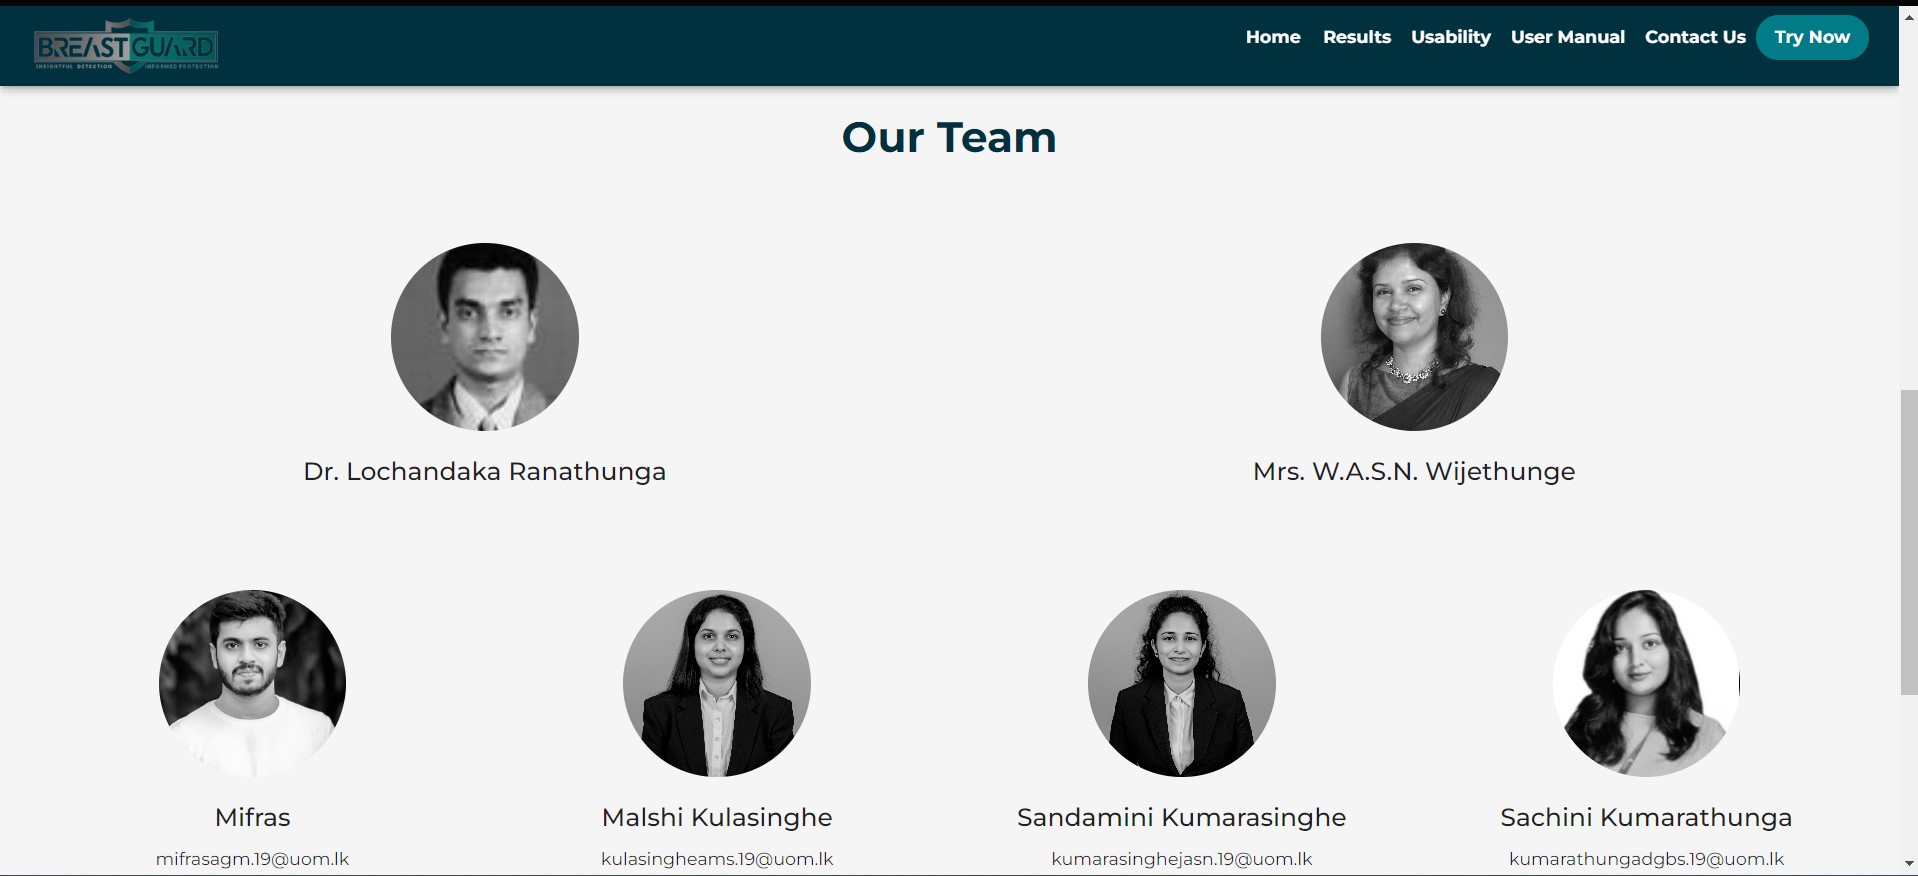 BREAST GUARD
INSIGHTFUL DETECTION INFORMED PROTECTION
Home Results Usability User Manual Contact Us Try Now
Our Team
Dr. Lochandaka Ranathunga
Mrs. W.A.S.N. Wijethunge
Mifras
Malshi Kulasinghe
Sandamini Kumarasinghe
Sachini Kumarathunga
mifrasagm.19@uom.lk
kulasingheams.19@uom.lk
kumarasinghejasn.19@uom.lk
kumarathungadgbs.19@uom.lk